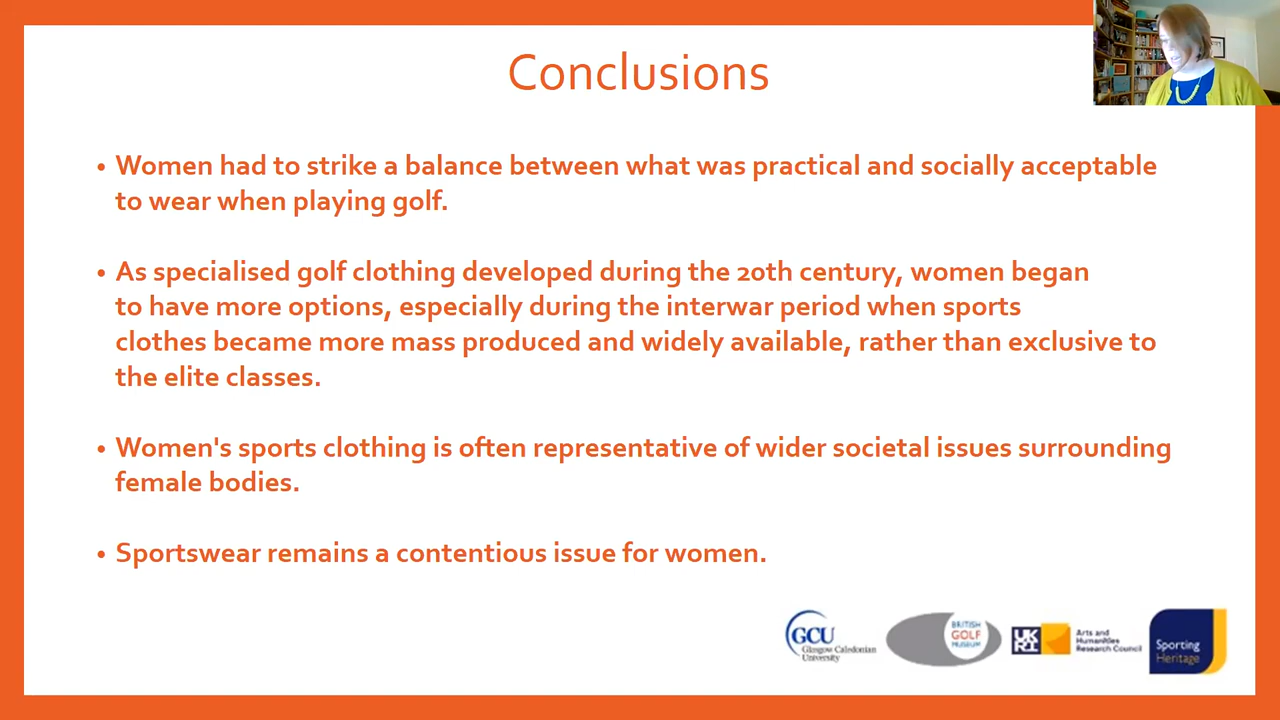 Conclusions
• Women had to strike a balance between what was practical and socially acceptable
to wear when playing golf.
• As specialised golf clothing developed during the 20th century, women began
to have more options, especially during the interwar period when sports
clothes became more mass produced and widely available, rather than exclusive to
the elite classes.
• Women's sports clothing is often representative of wider societal issues surrounding
female bodies.
• Sportswear remains a contentious issue for women.
GCU
Glasgow Caledonian
University
BRITISH
GOLF
MUSEUM
UK
RI
Arts and
Humanities
Research Council
Sporting
Heritage